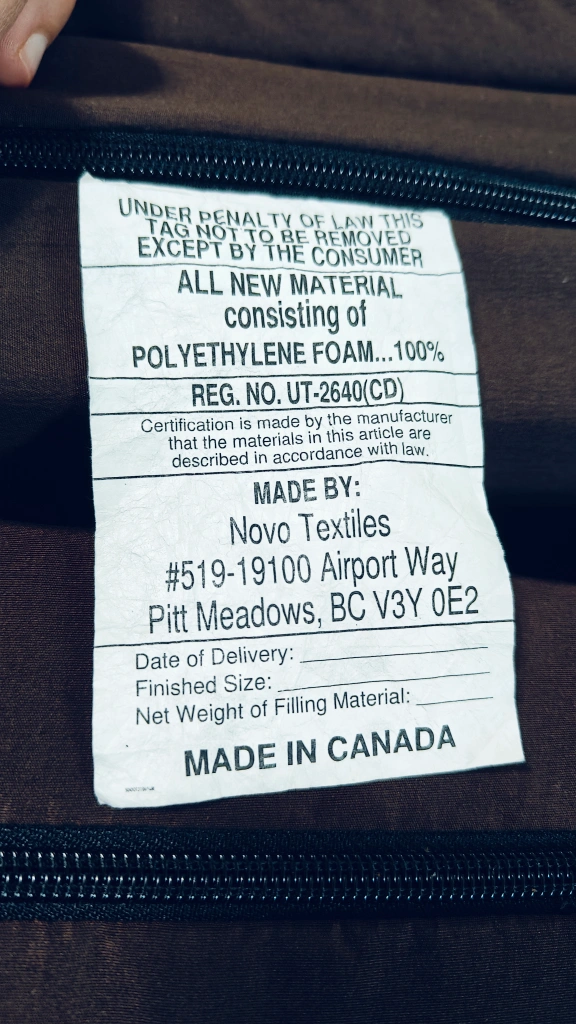 UNDER PENALTY OF LAW THIS
TAG NOT TO BE REMOVED
EXCEPT BY THE CONSUMER
ALL NEW MATERIAL
consisting of
POLYETHYLENE FOAM...100%
REG. NO. UT-2640(CD)
Certification is made by the manufacturer
that the materials in this article are
described in accordance with law.
MADE BY:
Novo Textiles
#519-19100 Airport Way
Pitt Meadows, BC V3Y 0E2
Date of Delivery:
Finished Size:
Net Weight of Filling Material:
MADE IN CANADA